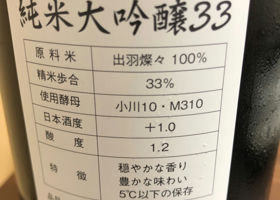 純米大吟醸33
原料米 出羽燦々 100%
精米歩合 33%
使用酵母 小川10・M310
日本酒度 +1.0
酸度 1.2
特徴 穏やかな香り
豊かな味わい
5℃以下の保存